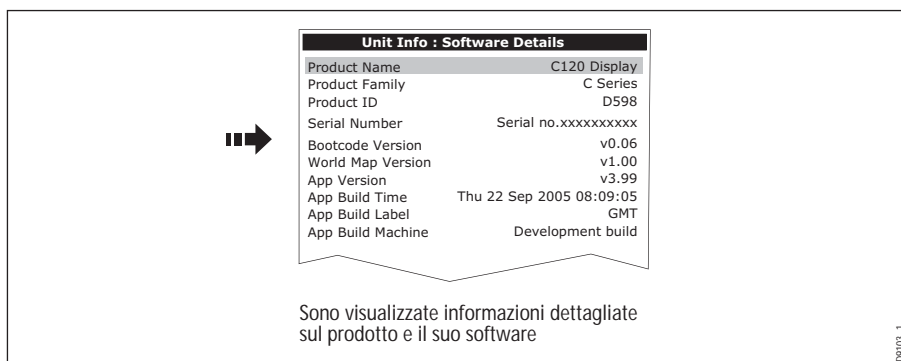 Unit Info : Software Details
Product Name C120 Display
Product Family C Series
Product ID D598
Serial Number Serial no.xxxxxxxxxx
Bootcode Version v0.06
World Map Version v1.00
App Version v3.99
App Build Time Thu 22 Sep 2005 08:09:05
App Build Label GMT
App Build Machine Development build
Sono visualizzate informazioni dettagliate
sul prodotto e il suo software
D9103_1